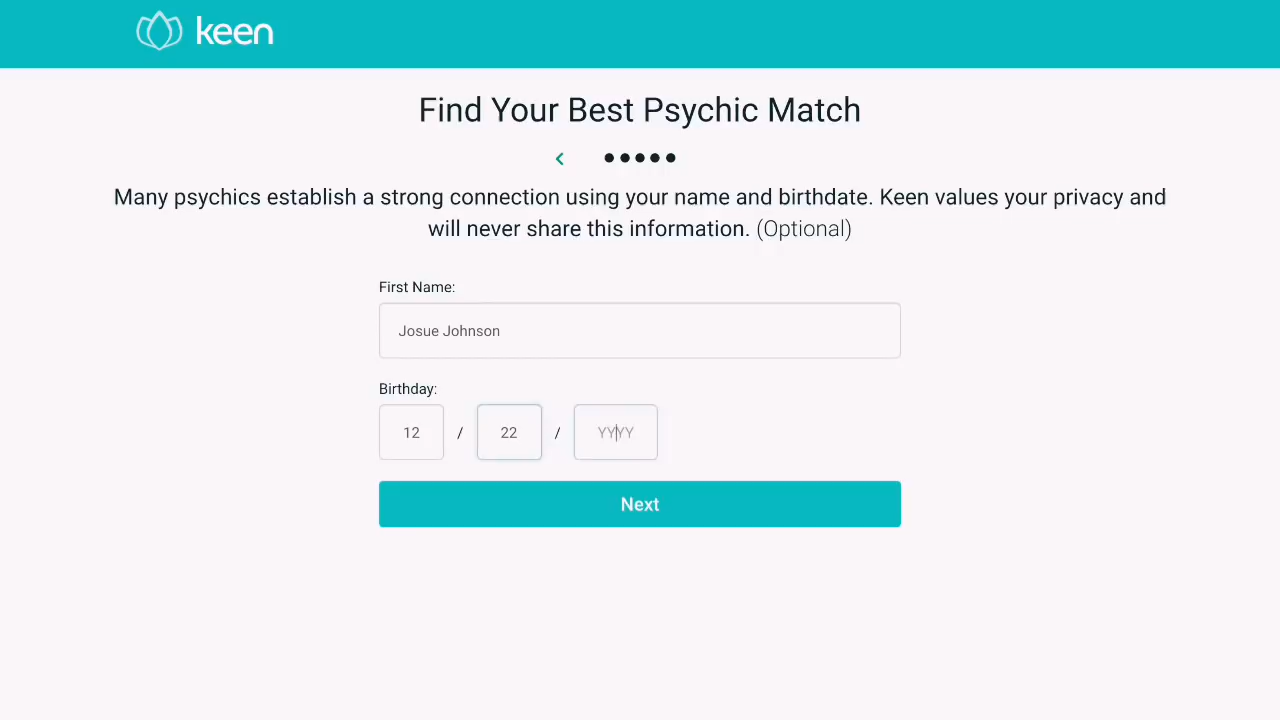 keen
Find Your Best Psychic Match
Many psychics establish a strong connection using your name and birthdate. Keen values your privacy and
will never share this information. (Optional)
First Name:
Josue Johnson
Birthday:
12 / 22 / YYYY
Next